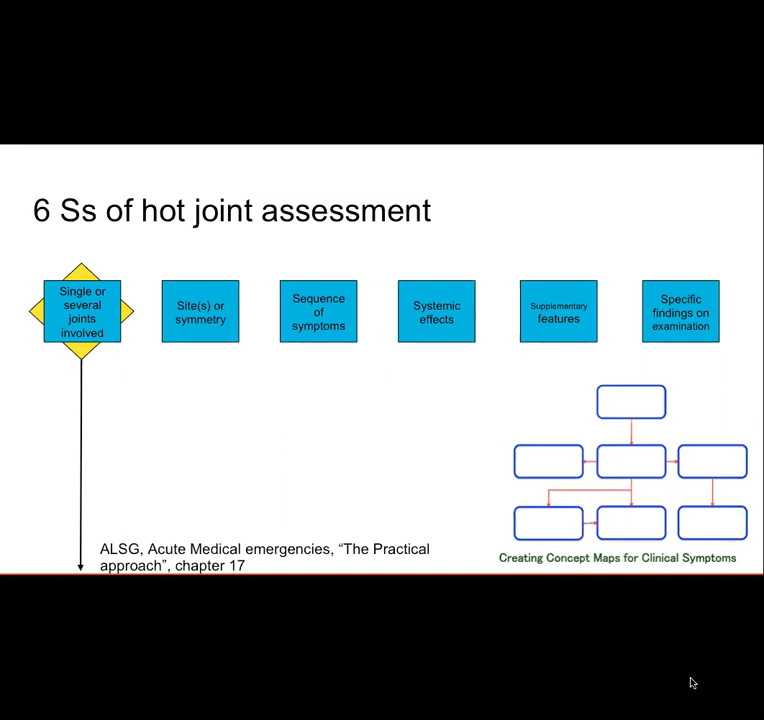 6 Ss of hot joint assessment
Single or
several
joints
involved
Site(s) or
symmetry
Sequence
of
symptoms
Systemic
effects
Supplementary
features
Specific
findings on
examination
ALSG, Acute Medical emergencies, “The Practical
approach”, chapter 17
Creating Concept Maps for Clinical Symptoms